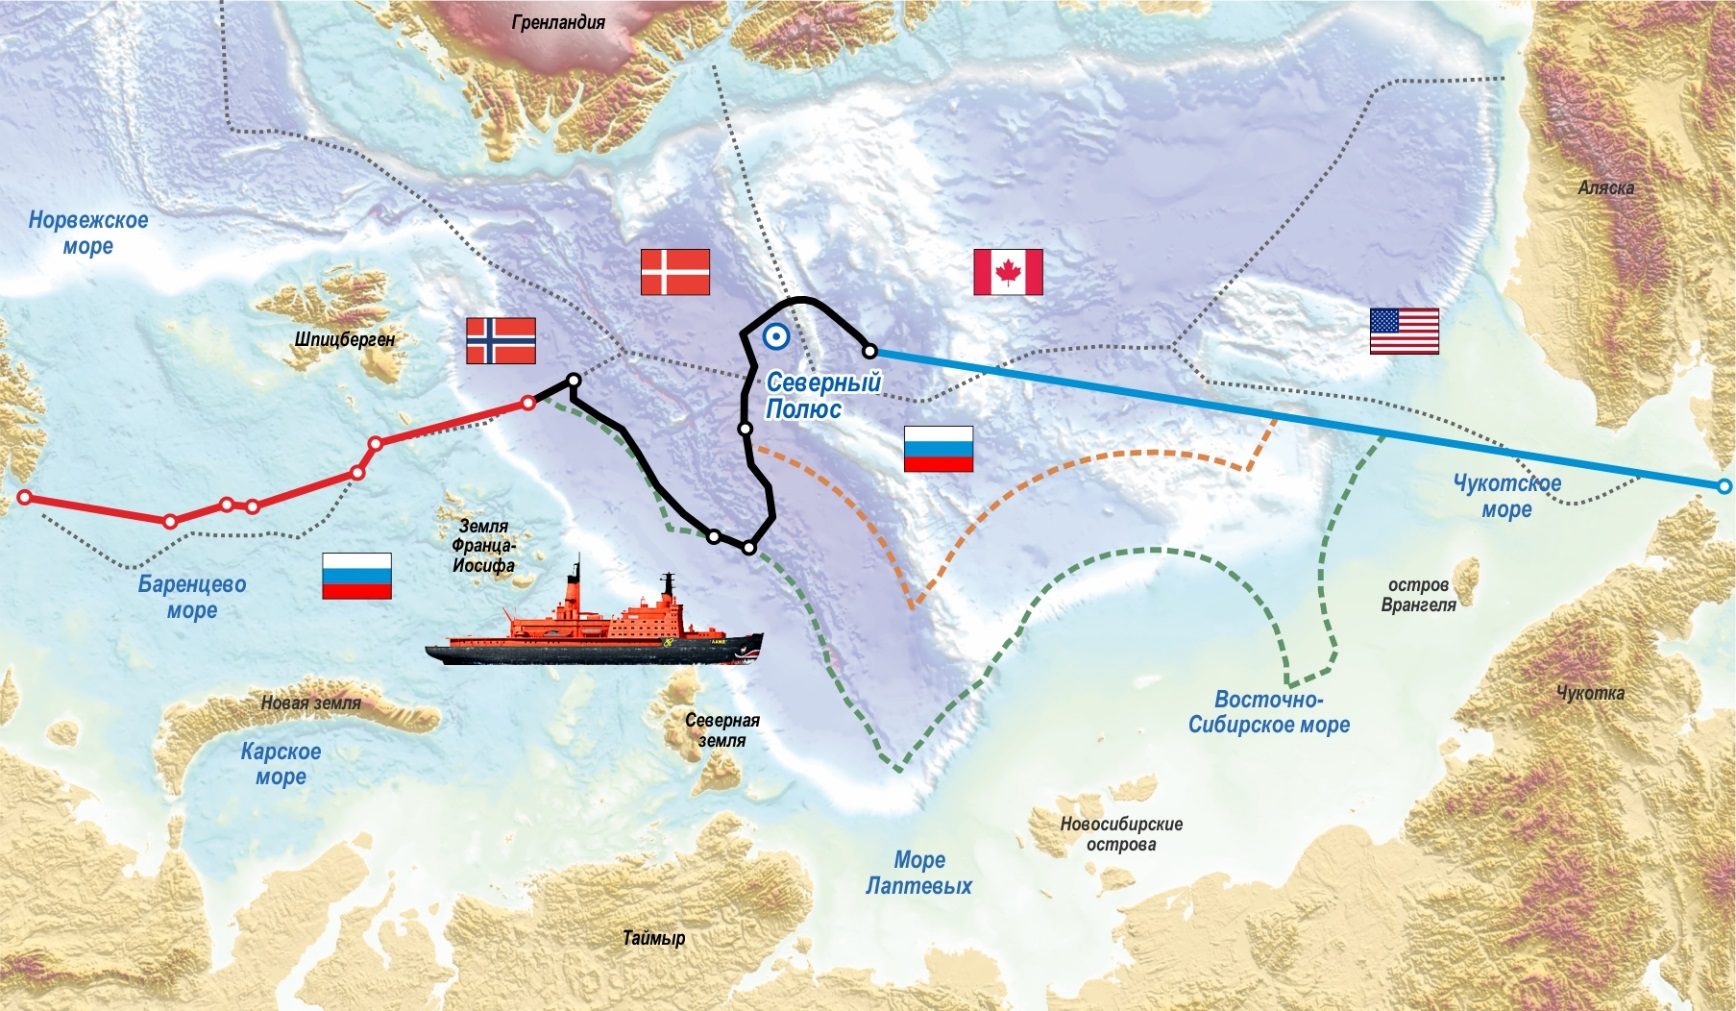 Гренландия
Аляска
Норвежское
море
Шпицберген
Северный
Полюс
Чукотское
море
Земля
Франца-
Иосифа
Баренцево
море
остров
Врангеля
Новая земля
Чукотка
Восточно-
Сибирское море
Северная
земля
Карское
море
Новосибирские
острова
Море
Лаптевых
Таймыр